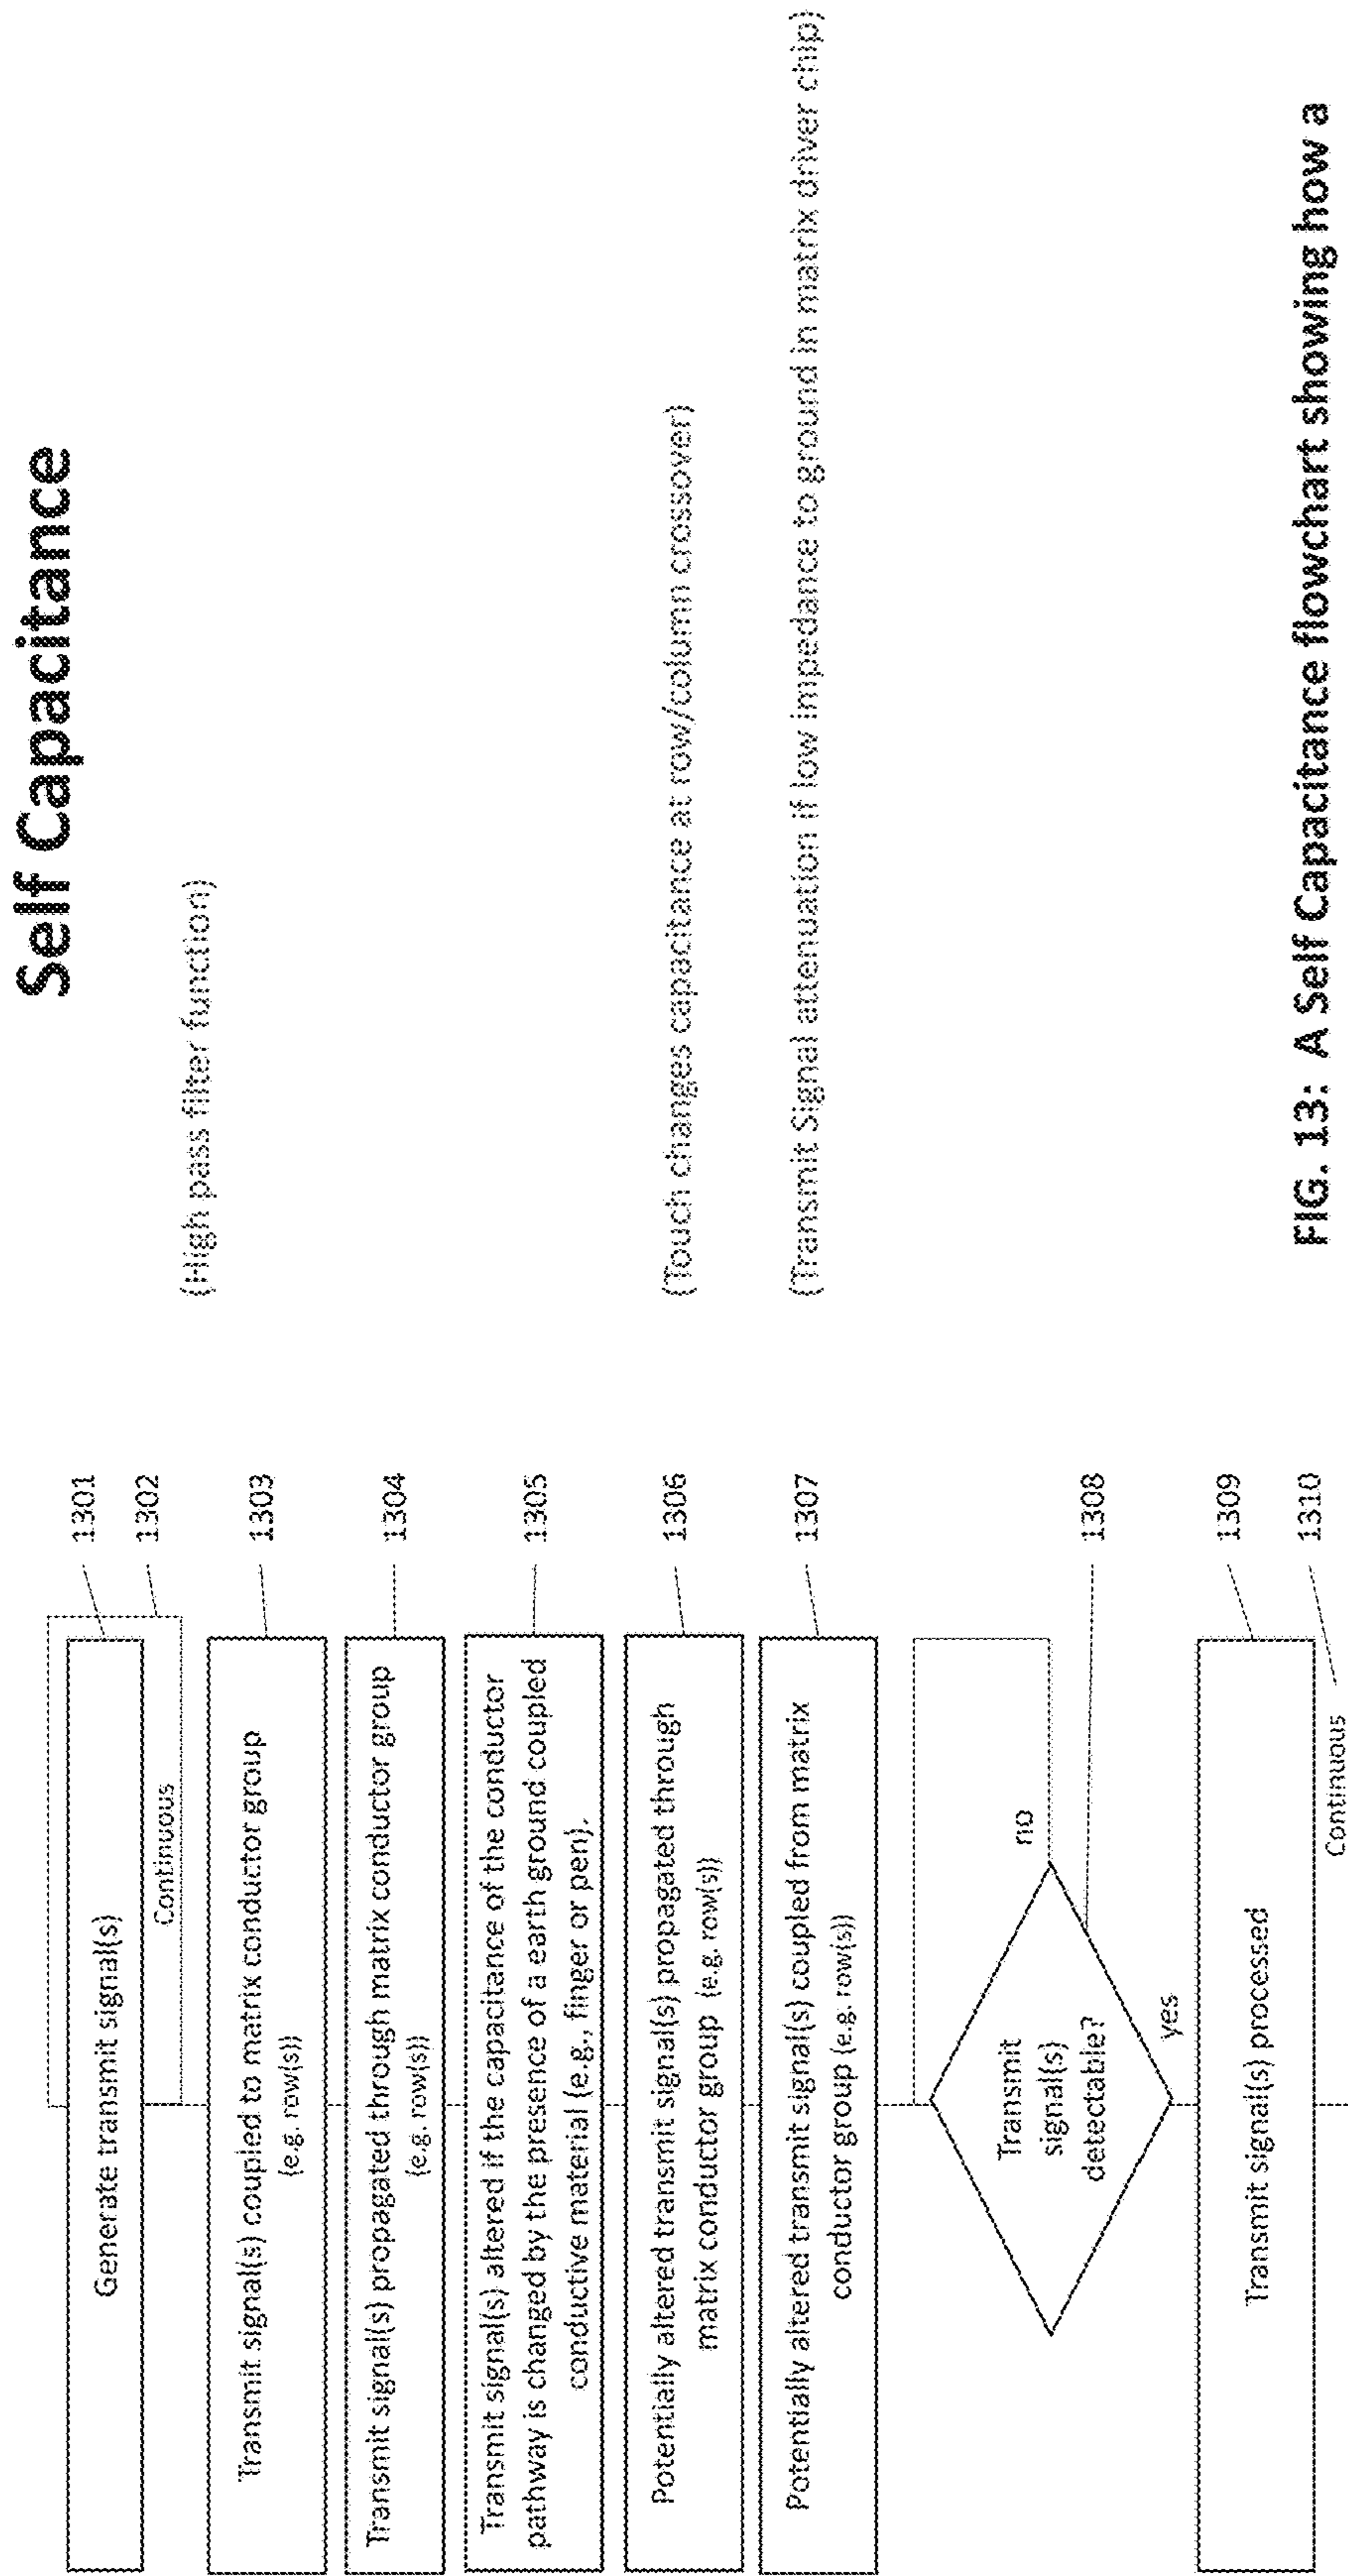 Self Capacitance
Generate transmit signal(s)
1301
Continuous
1302
(High pass filter function)
Transmit signal(s) coupled to matrix conductor group
(e.g. row(s))
1303
Transmit signal(s) propagated through matrix conductor group
(e.g. row(s))
1304
Transmit signal(s) altered if the capacitance of the conductor
pathway is changed by the presence of a earth ground coupled
conductive material (e.g., finger or pen).
1305
Potentially altered transmit signal(s) propagated through
matrix conductor group (e.g. row(s))
1306
(Touch changes capacitance at row/column crossover)
Potentially altered transmit signal(s) coupled from matrix
conductor group (e.g. row(s))
1307
(Transmit Signal attenuation if low impedance to ground in matrix driver chip)
Transmit
signal(s)
detectable?
no
1308
yes
Transmit signal(s) processed
1309
Continuous
1310
FIG. 13: A Self Capacitance flowchart showing how a